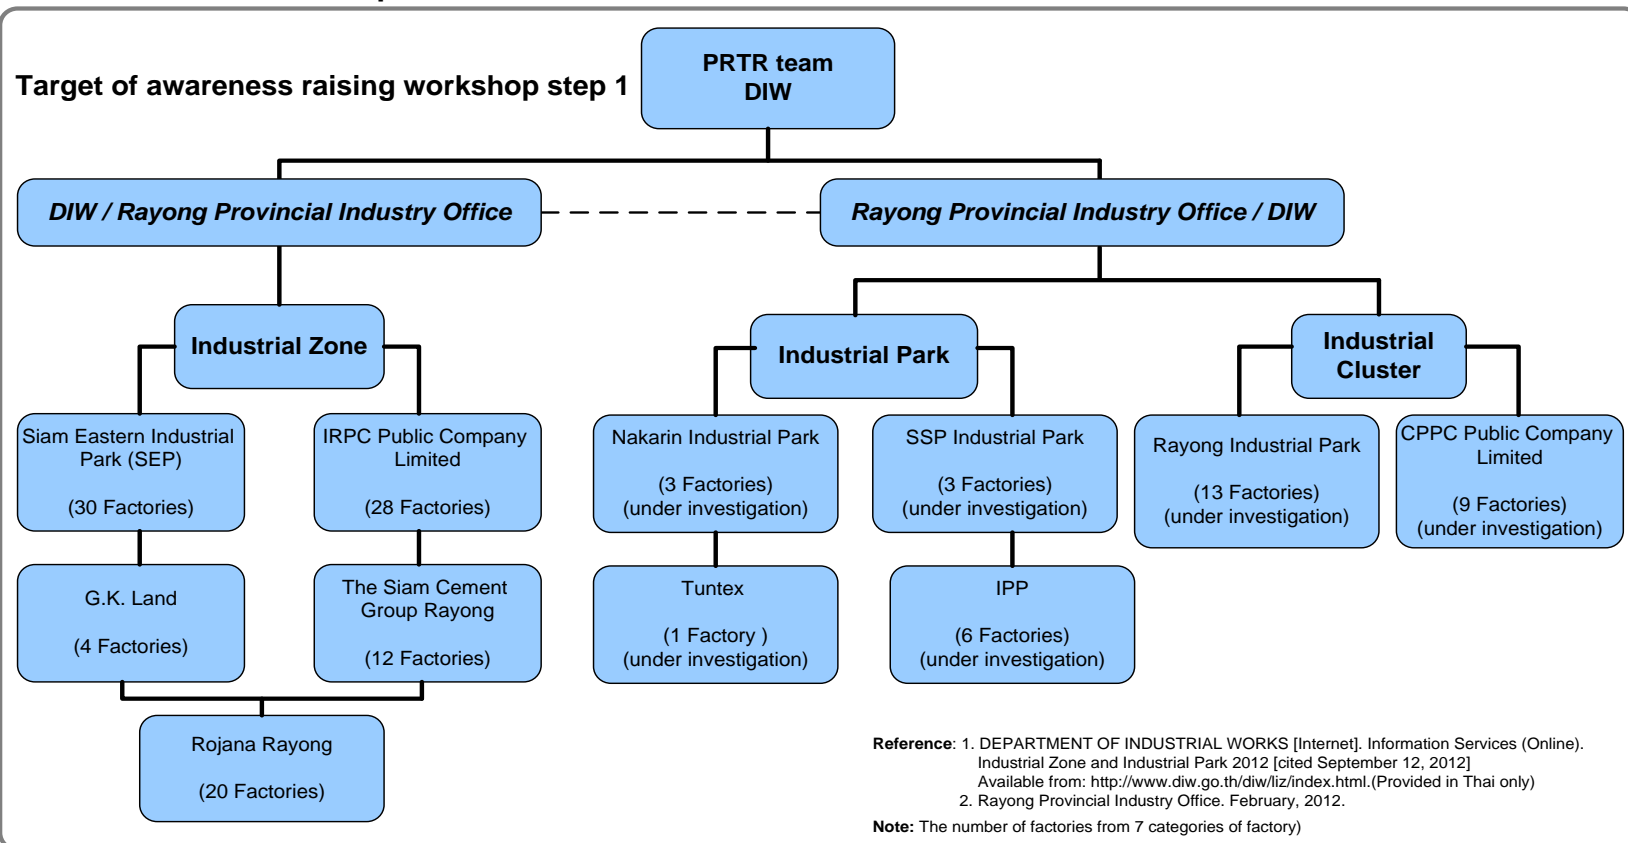 PRTR team
DIW
Target of awareness raising workshop step 1
DIW / Rayong Provincial Industry Office
Rayong Provincial Industry Office / DIW
Industrial Zone
Industrial Park
Industrial
Cluster
Siam Eastern Industrial
Park (SEP)
(30 Factories)
IRPC Public Company
Limited
(28 Factories)
Nakarin Industrial Park
(3 Factories)
(under investigation)
SSP Industrial Park
(3 Factories)
(under investigation)
Rayong Industrial Park
(13 Factories)
(under investigation)
CPPC Public Company
Limited
(9 Factories)
(under investigation)
G.K. Land
(4 Factories)
The Siam Cement
Group Rayong
(12 Factories)
Tuntex
(1 Factory )
(under investigation)
IPP
(6 Factories)
(under investigation)
Rojana Rayong
(20 Factories)
Reference: 1. DEPARTMENT OF INDUSTRIAL WORKS [Internet]. Information Services (Online).
Industrial Zone and Industrial Park 2012 [cited September 12, 2012]
Available from: http://www.diw.go.th/diw/liz/index.html.(Provided in Thai only)
2. Rayong Provincial Industry Office. February, 2012.
Note: The number of factories from 7 categories of factory)